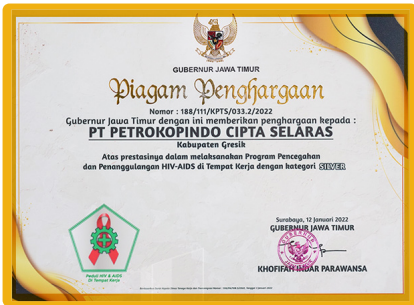 GUBERNUR JAWA TIMUR
Piagam Penghargaan
Nomor : 188/111/KPTS/033.2/2022
Gubernur Jawa Timur dengan ini memberikan penghargaan kepada :
PT PETROKOPINDO CIPTA SELARAS
Kabupaten Gresik
Atas prestasinya dalam melaksanakan Program Pencegahan
dan Penanggulangan HIV-AIDS di Tempat Kerja dengan kategori SILVER
Surabaya, 12 Januari 2022
GUBERNUR JAWA TIMUR
KHOFIFAH INDAR PARAWANSA
Peduli HIV & AIDS
Di Tempat Kerja